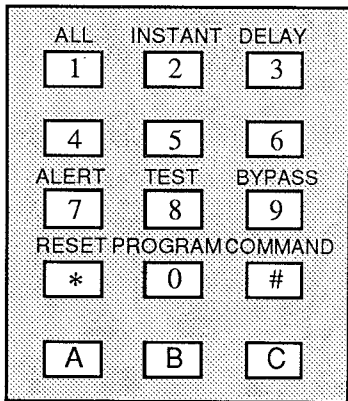 ALL INSTANT DELAY
1 2 3
4 5 6
ALERT TEST BYPASS
7 8 9
RESET PROGRAM COMMAND
* 0 #
A B C